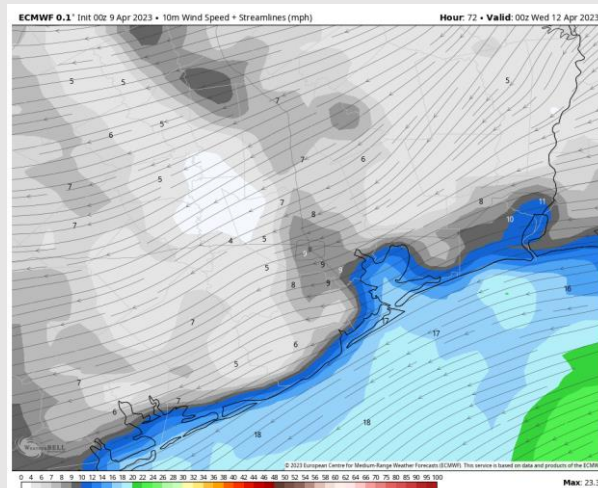 ECMWF 0.1° Init 00z 9 Apr 2023 • 10m Wind Speed + Streamlines (mph) Hour: 72 • Valid: 00z Wed 12 Apr 2023
5 5 7 5
5
6 7 6
5
7 7 8 11
8 10
7 4 5
9
5 9
8 9 16
17
7 17
6
5
7 7
6
18
18
WeatherBELL
© 2023 European Centre for Medium-Range Weather Forecasts (ECMWF). This service is based on data and products of the ECMW
0 4 6 7 8 9 10 12 14 16 18 20 22 24 26 28 30 32 34 36 38 40 42 44 46 48 50 52 54 56 58 60 62 64 66 70 75 80 85 90 95 100
Max: 23.